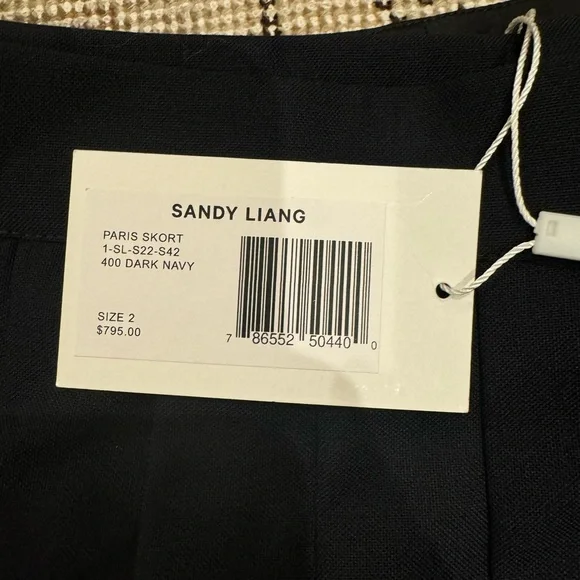 SANDY LIANG
PARIS SKORT
1-SL-S22-S42
400 DARK NAVY
SIZE 2
$795.00
7 86552 50440 0